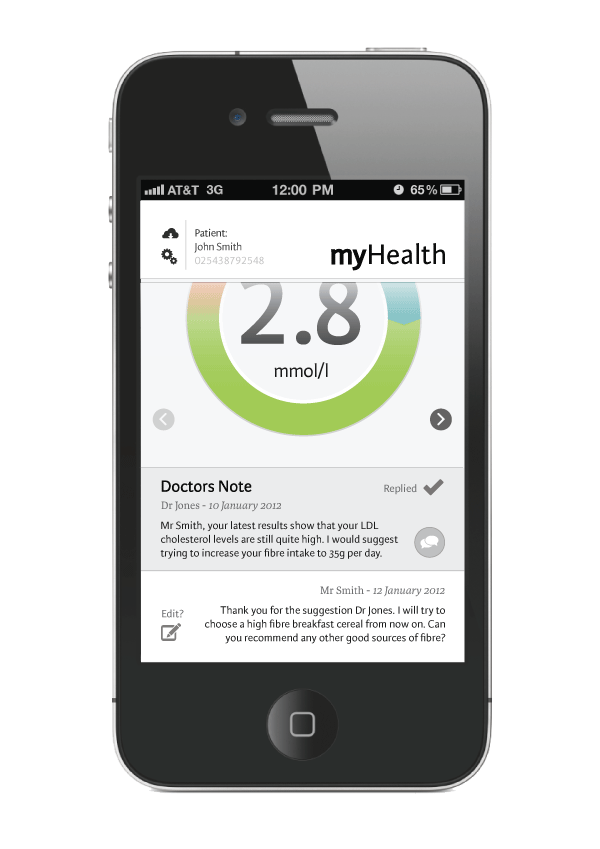 AT&T 3G 12:00 PM 65%
Patient:
John Smith
025438792548
myHealth
2.8
mmol/l
Doctors Note
Replied
Dr Jones - 10 January 2012
Mr Smith, your latest results show that your LDL
cholesterol levels are still quite high. I would suggest
trying to increase your fibre intake to 35g per day.
Mr Smith - 12 January 2012
Edit?
Thank you for the suggestion Dr Jones. I will try to
choose a high fibre breakfast cereal from now on. Can
you recommend any other good sources of fibre?